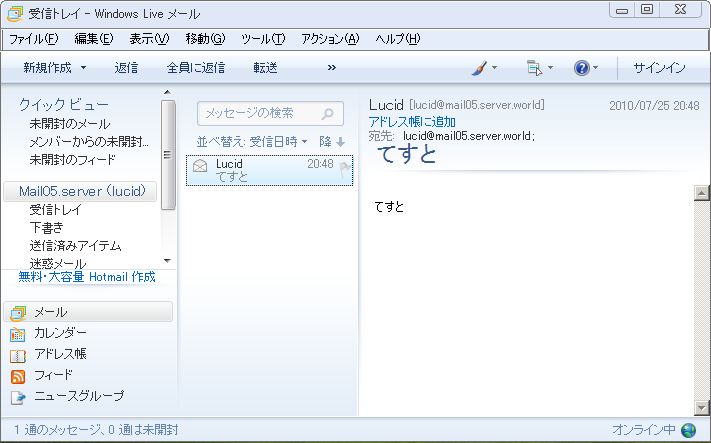 受信トレイ - Windows Live メール
ファイル(F) 編集(E) 表示(V) 移動(G) ツール(T) アクション(A) ヘルプ(H)
新規作成 返信 全員に返信 転送 » サインイン
クイック ビュー
未開封のメール
メンバーからの未開封...
未開封のフィード
Mail05.server (lucid)
受信トレイ
下書き
送信済みアイテム
迷惑メール
無料・大容量 Hotmail 作成
メール
カレンダー
アドレス帳
フィード
ニュースグループ
メッセージの検索
並べ替え: 受信日時 降
Lucid 20:48
てすと
Lucid [lucid@mail05.server.world] 2010/07/25 20:48
アドレス帳に追加
宛先: lucid@mail05.server.world;
てすと
てすと
1 通のメッセージ、0 通は未開封 オンライン中